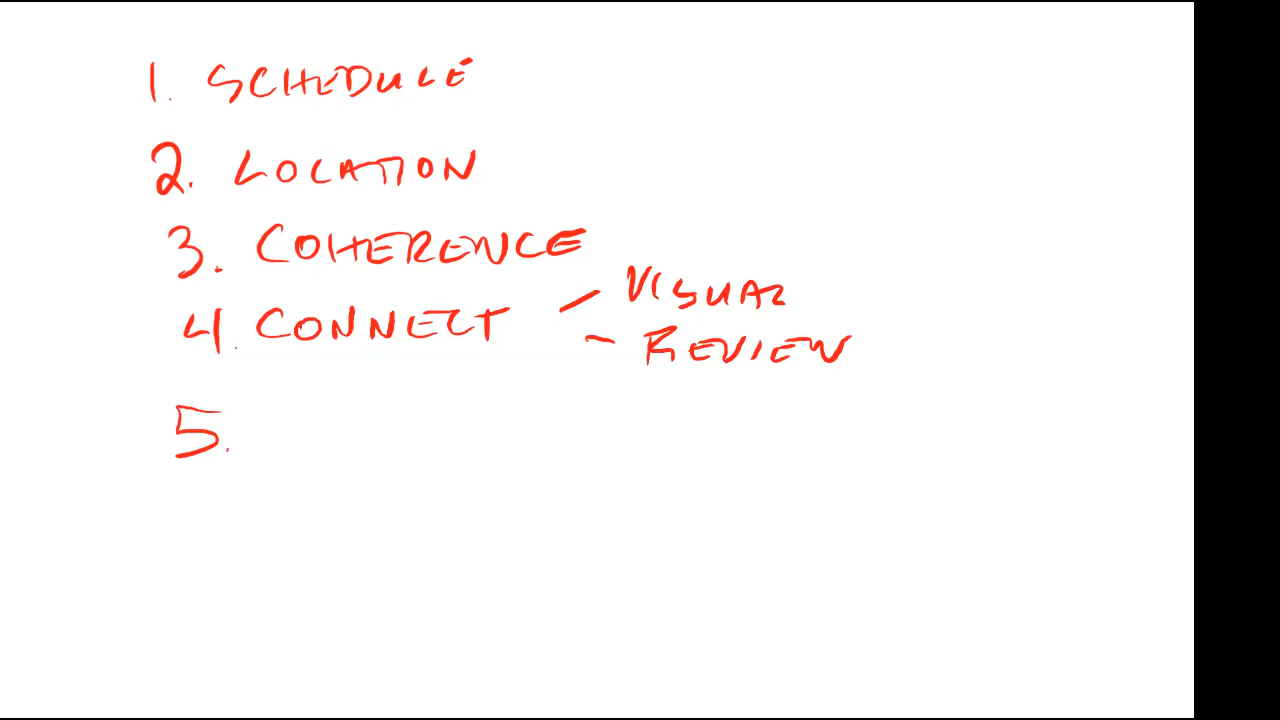 1. SCHEDULE
2. LOCATION
3. COHERENCE
4. CONNECT - VISUAL
- REVIEW
5.